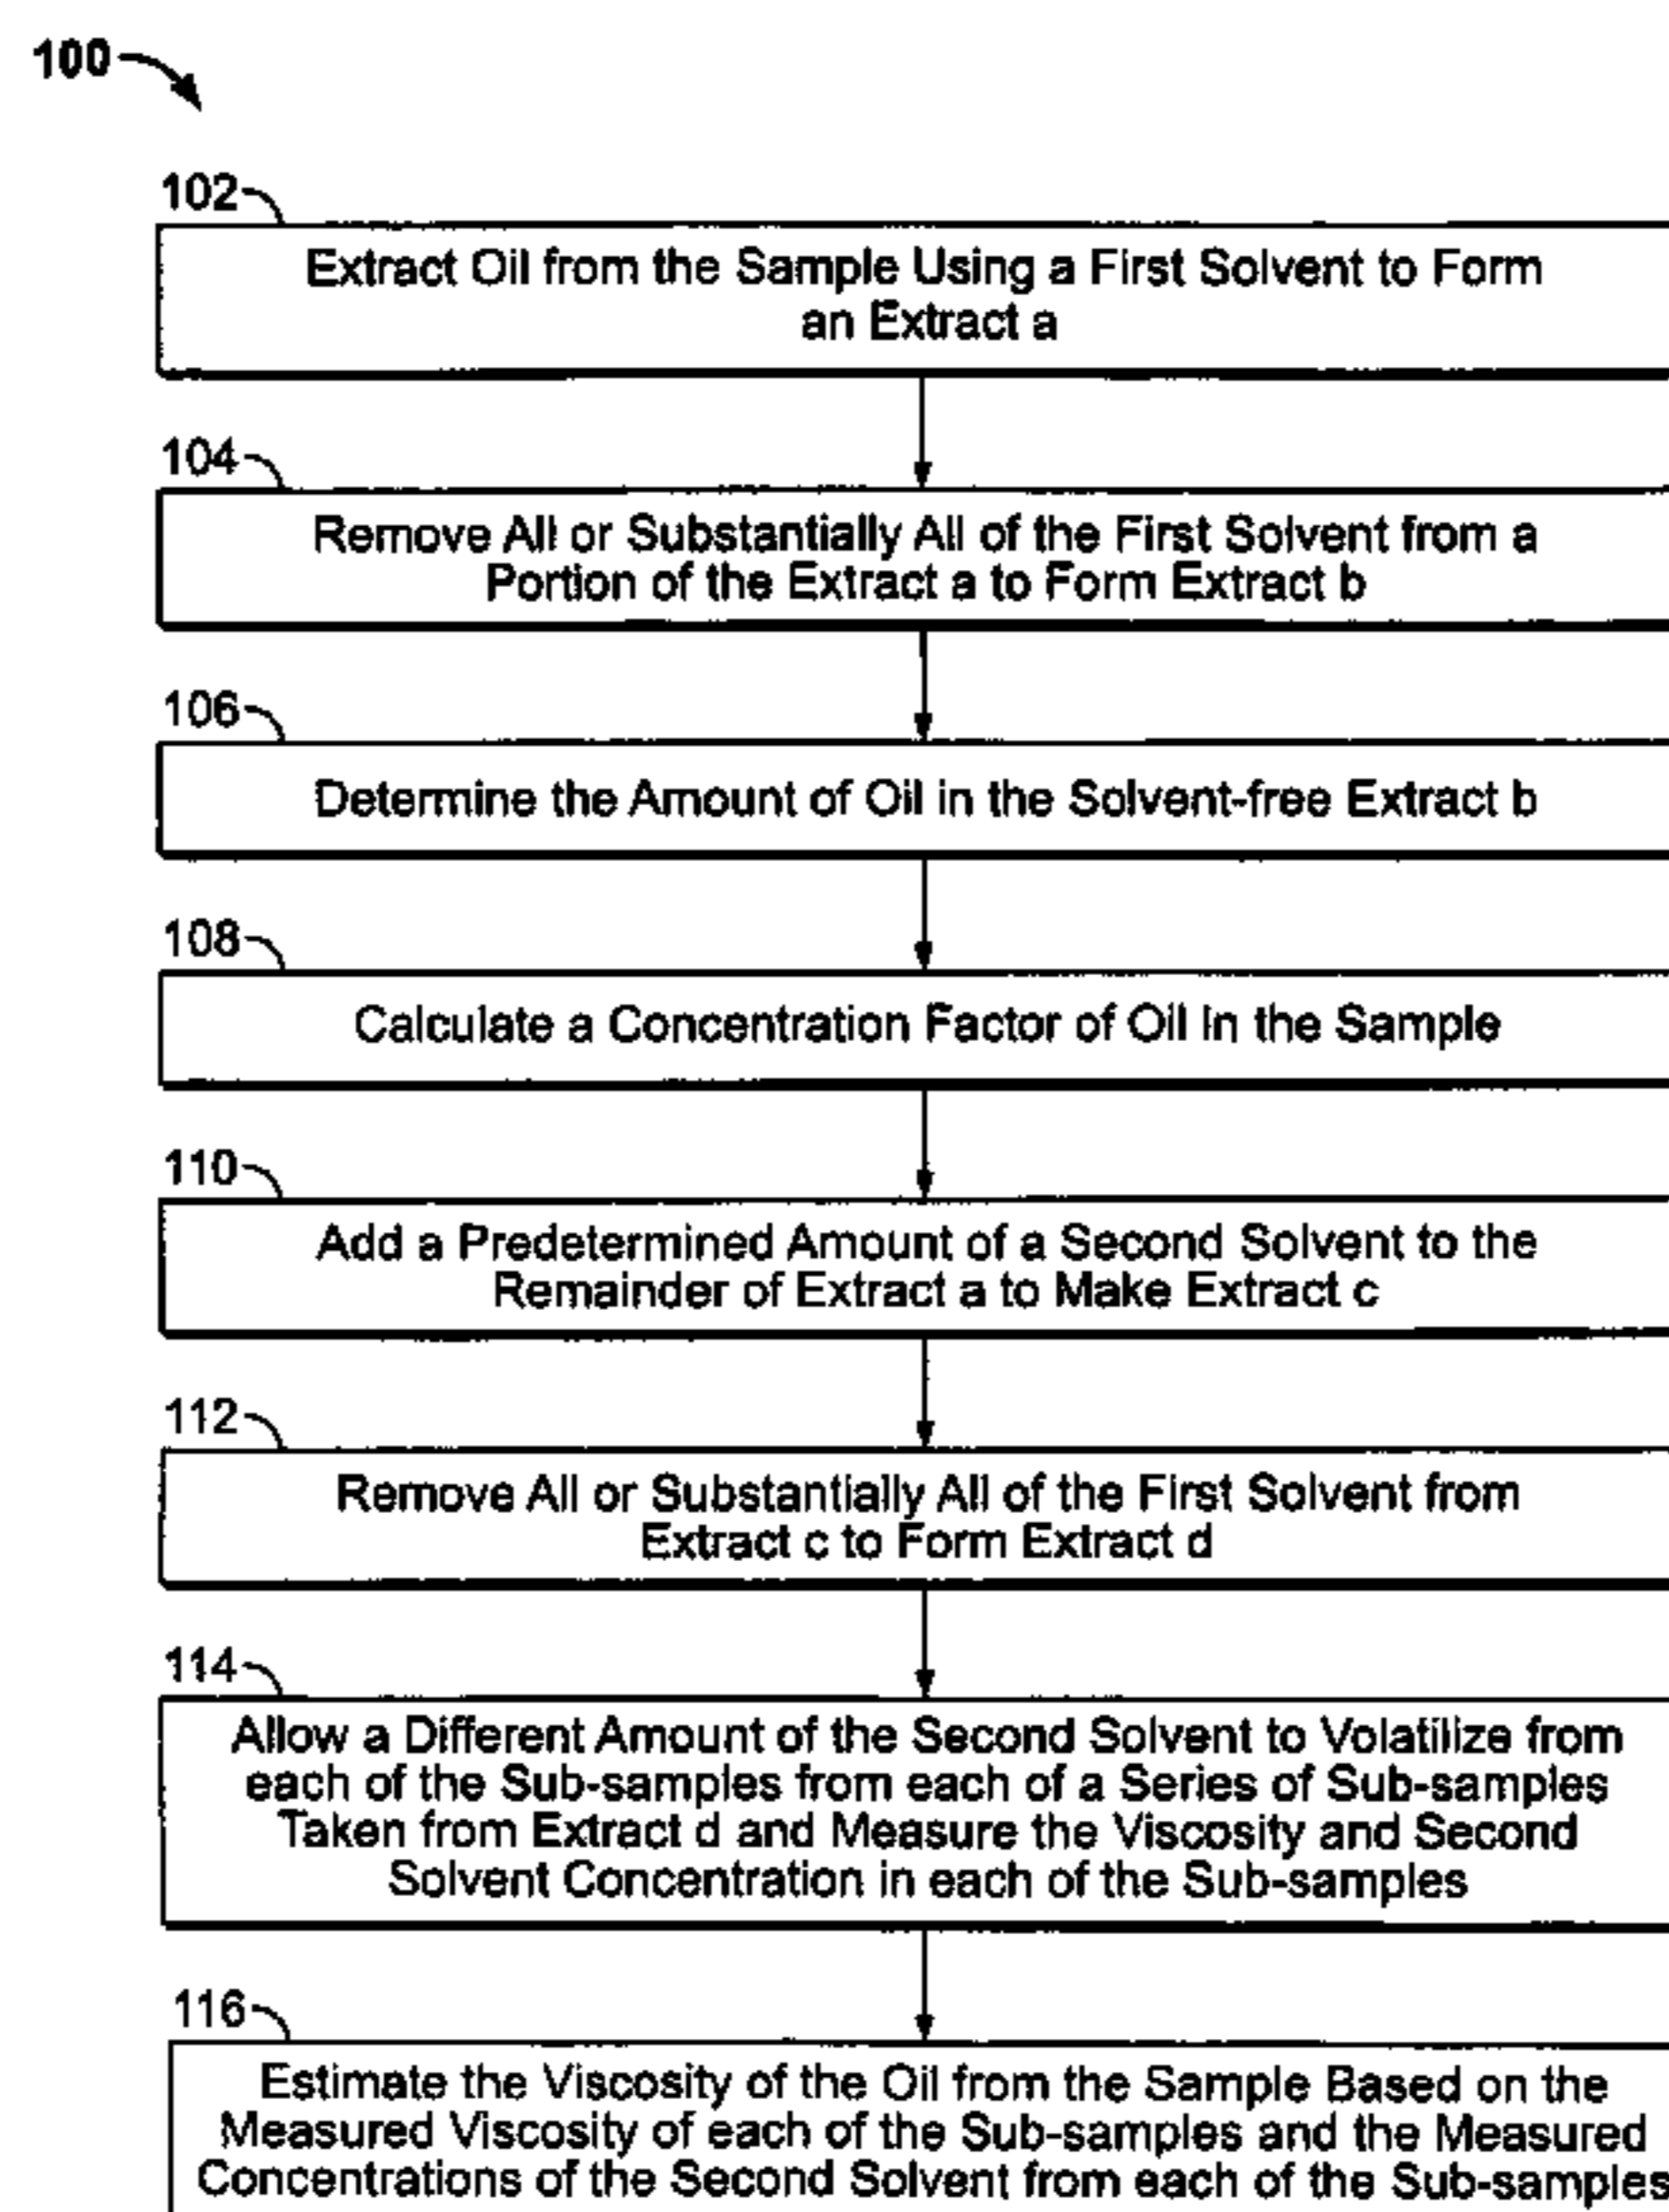 100
102
Extract Oil from the Sample Using a First Solvent to Form
an Extract a
104
Remove All or Substantially All of the First Solvent from a
Portion of the Extract a to Form Extract b
106
Determine the Amount of Oil in the Solvent-free Extract b
108
Calculate a Concentration Factor of Oil in the Sample
110
Add a Predetermined Amount of a Second Solvent to the
Remainder of Extract a to Make Extract c
112
Remove All or Substantially All of the First Solvent from
Extract c to Form Extract d
114
Allow a Different Amount of the Second Solvent to Volatilize from
each of the Sub-samples from each of a Series of Sub-samples
Taken from Extract d and Measure the Viscosity and Second
Solvent Concentration in each of the Sub-samples
116
Estimate the Viscosity of the Oil from the Sample Based on the
Measured Viscosity of each of the Sub-samples and the Measured
Concentrations of the Second Solvent from each of the Sub-samples